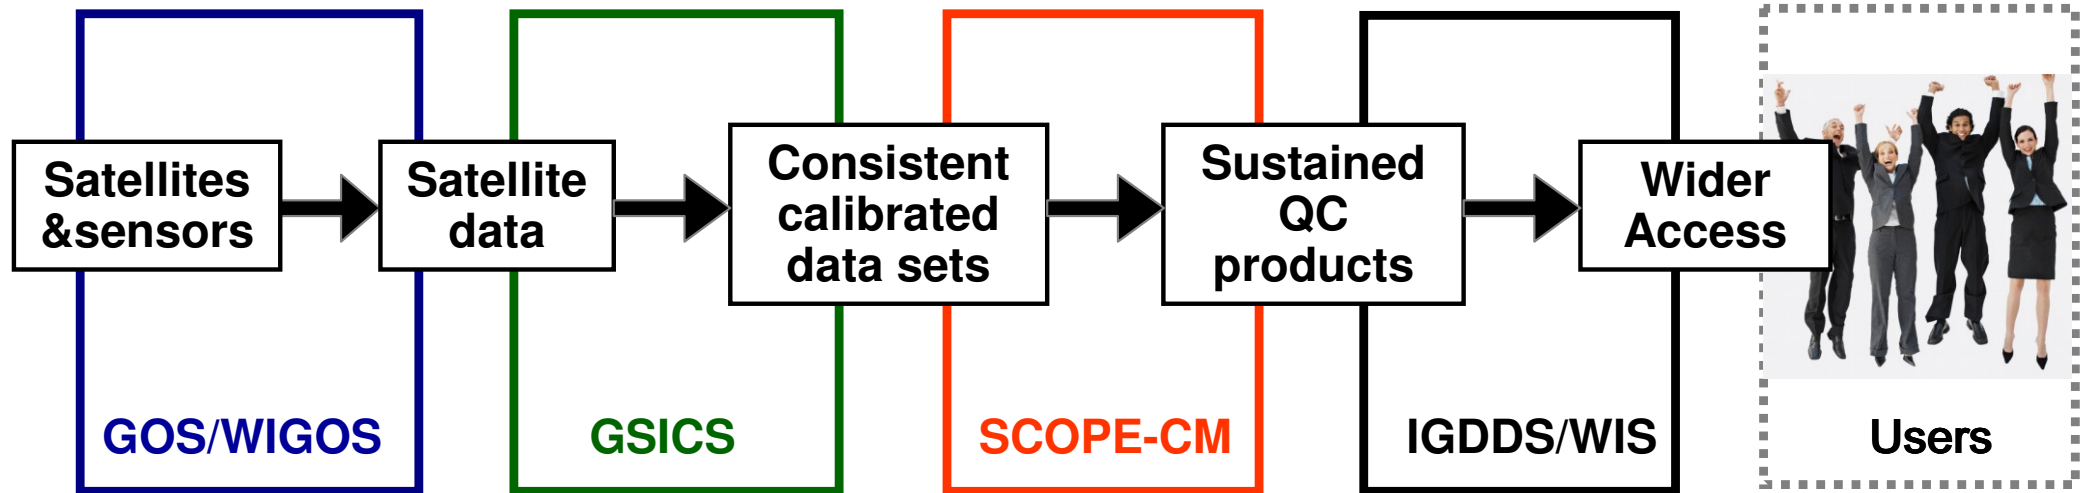 Satellites
&sensors
Satellite
data
Consistent
calibrated
data sets
Sustained
QC
products
Wider
Access
GOS/WIGOS
GSICS
SCOPE-CM
IGDDS/WIS
Users